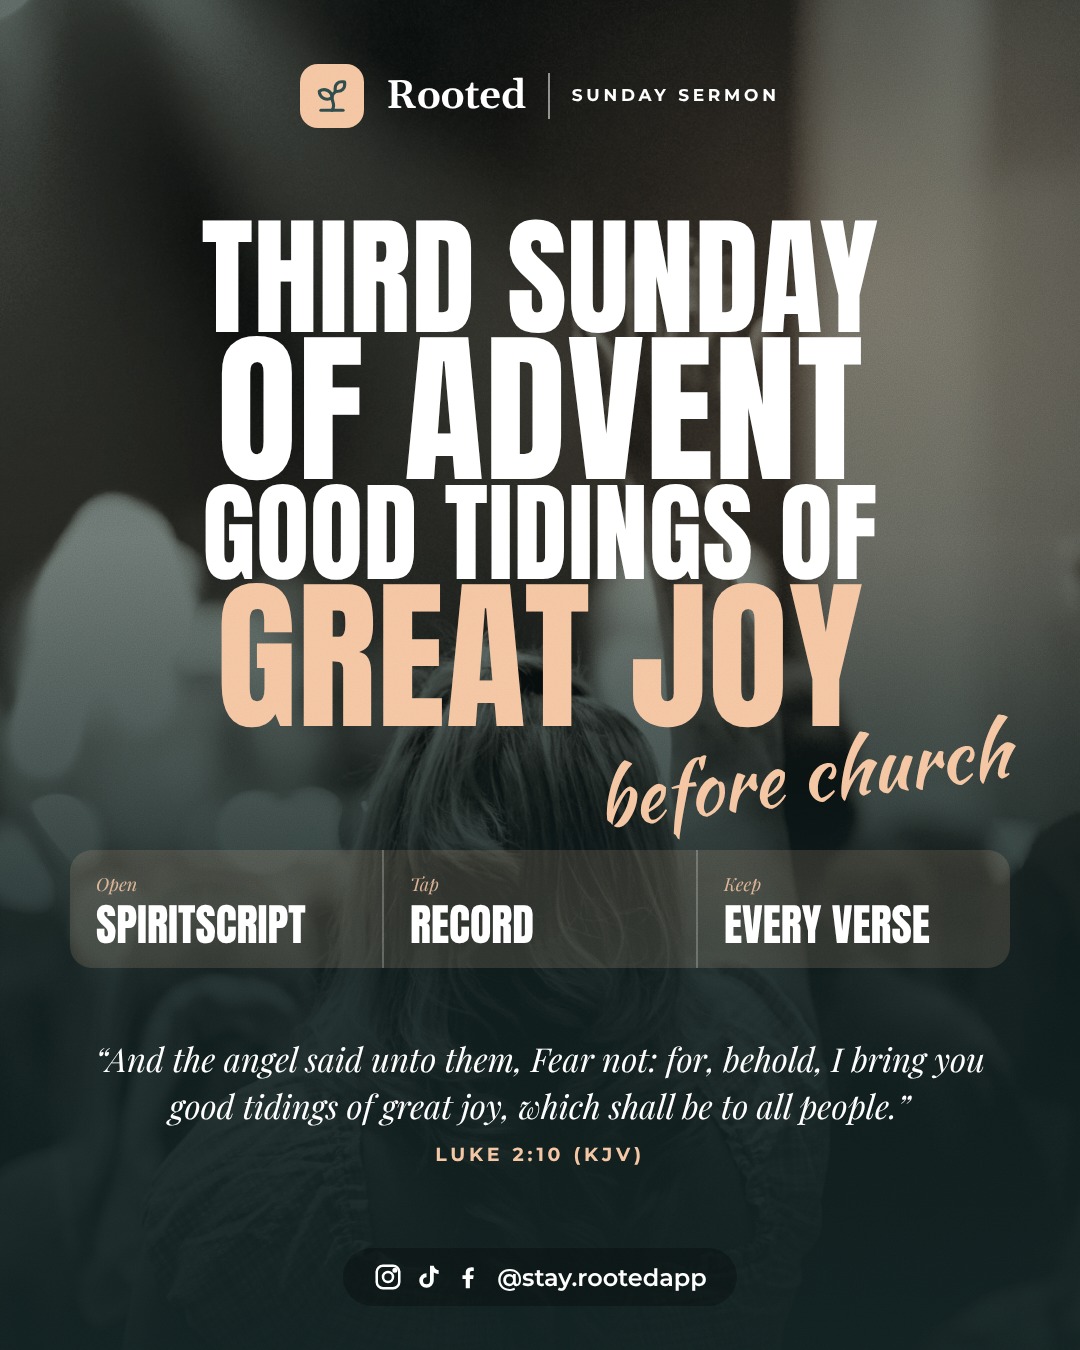 Rooted
SUNDAY SERMON
THIRD SUNDAY
OF ADVENT
GOOD TIDINGS OF
GREAT JOY
before church
Open
SPIRITSCRIPT
Tap
RECORD
Keep
EVERY VERSE
“And the angel said unto them, Fear not: for, behold, I bring you
good tidings of great joy, which shall be to all people.”
LUKE 2:10 (KJV)
@stay.rootedapp